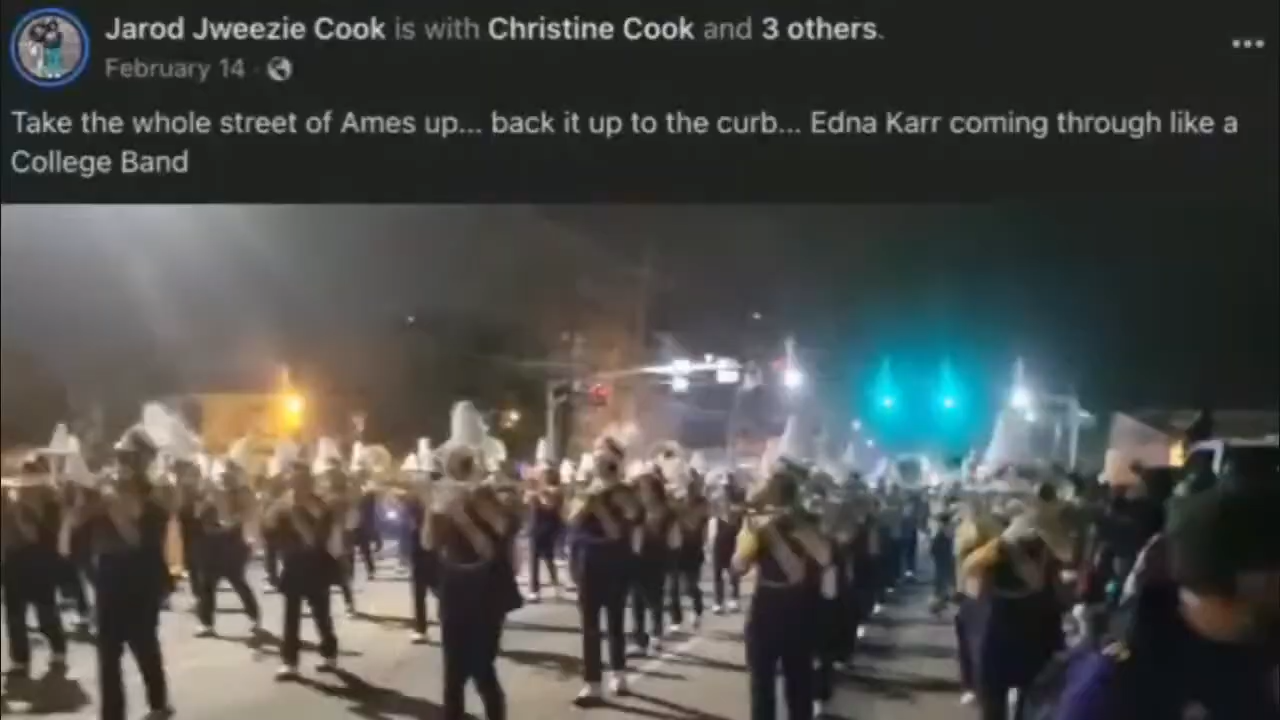 Jarod Jweezie Cook is with Christine Cook and 3 others.
February 14 ·
Take the whole street of Ames up... back it up to the curb... Edna Karr coming through like a
College Band